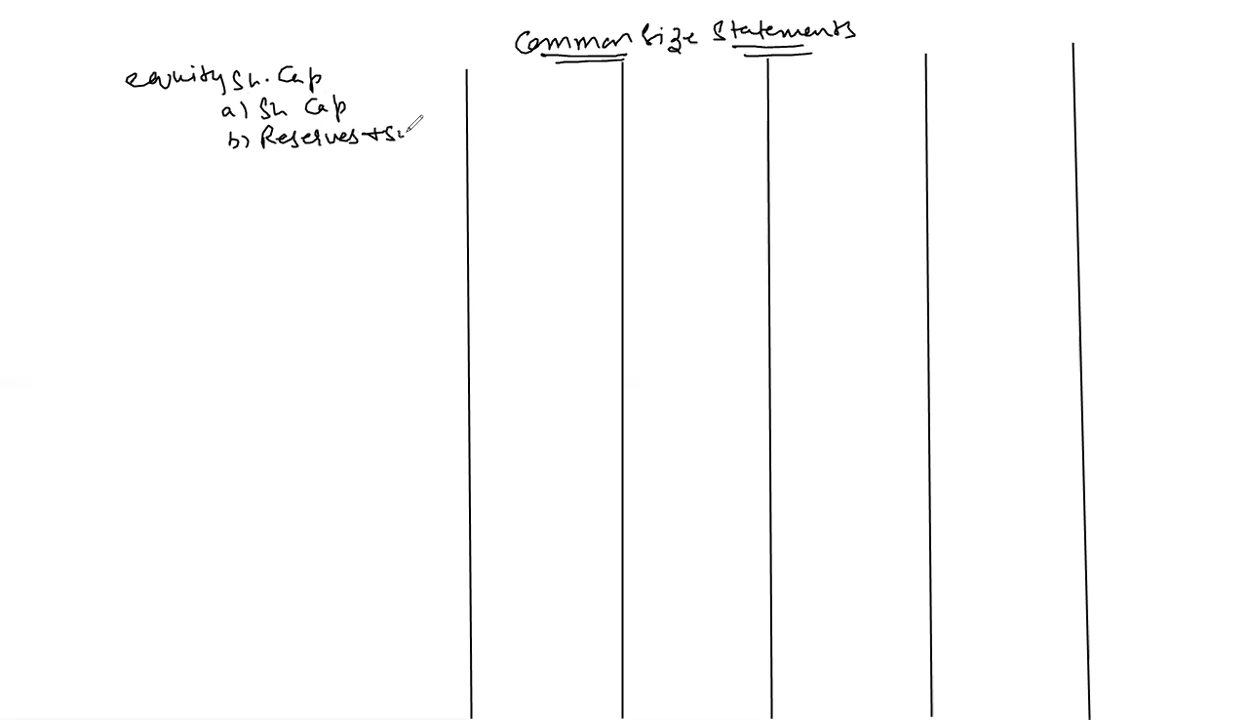 Common Size Statements
equity Sh. Cap
a) Sh Cap
b) Reserves + S